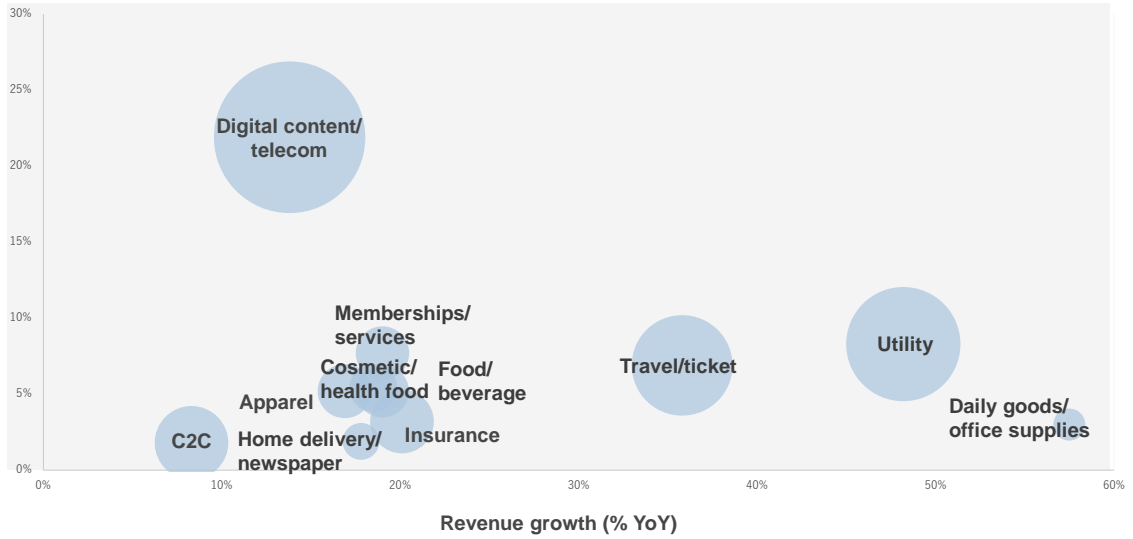 30%
25%
20%
15%
10%
5%
0%
Digital content/
telecom
Memberships/
services
Cosmetic/
health food
Food/
beverage
Apparel
Home delivery/
newspaper
Insurance
C2C
Travel/ticket
Utility
Daily goods/
office supplies
0%
10%
20%
30%
40%
50%
60%
Revenue growth (% YoY)